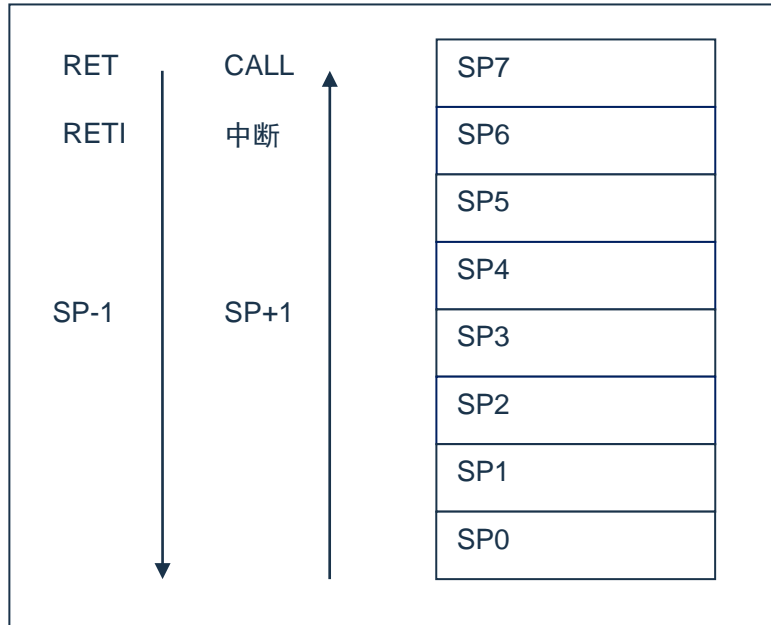 RET CALL SP7
RETI 中断 SP6
SP5
SP4
SP-1 SP+1
SP3
SP2
SP1
SP0